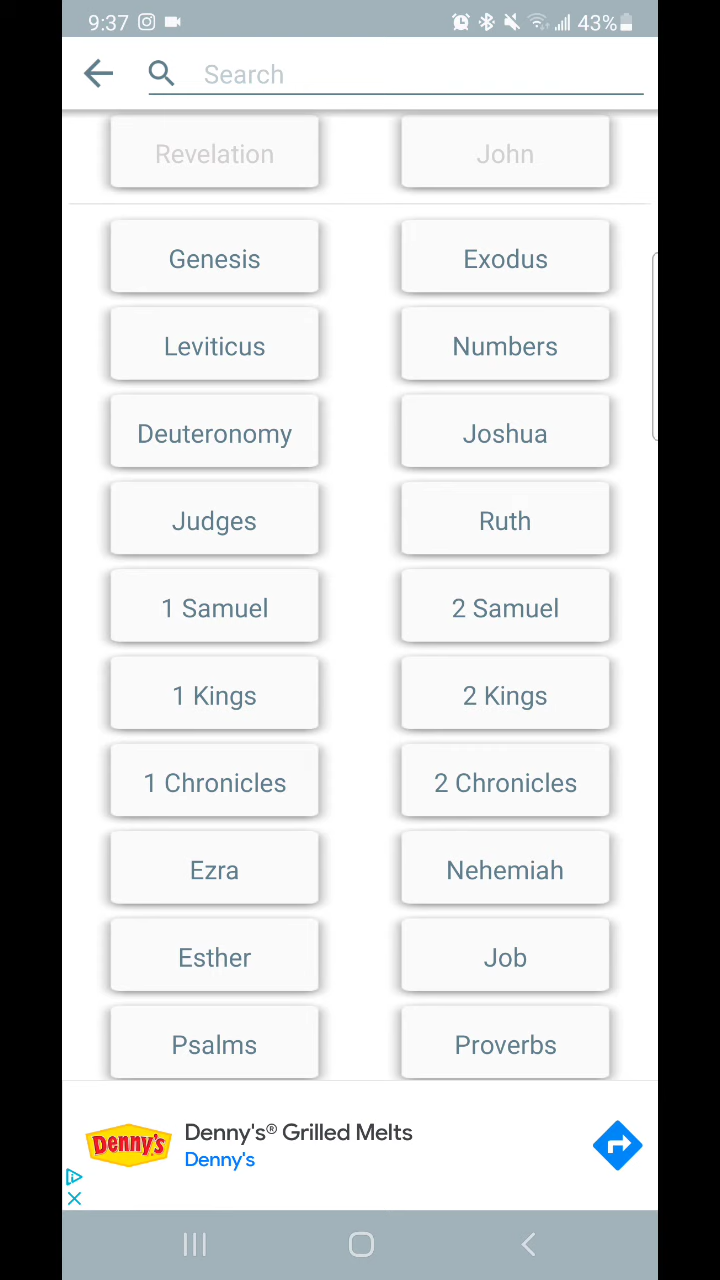 9:37 43%
Search
Revelation John
Genesis Exodus
Leviticus Numbers
Deuteronomy Joshua
Judges Ruth
1 Samuel 2 Samuel
1 Kings 2 Kings
1 Chronicles 2 Chronicles
Ezra Nehemiah
Esther Job
Psalms Proverbs
Denny's
Denny's® Grilled Melts
Denny's